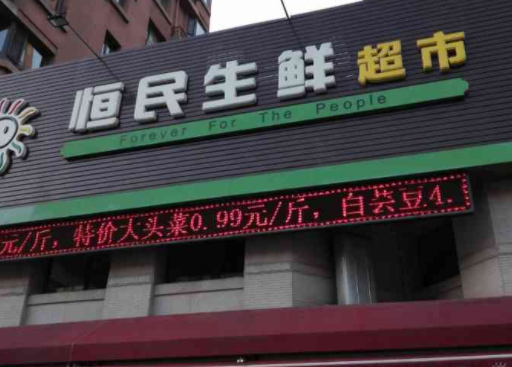 恒民生鲜超市
Forever For The People
元/斤，特价大头菜0.99元/斤，白芸豆4.